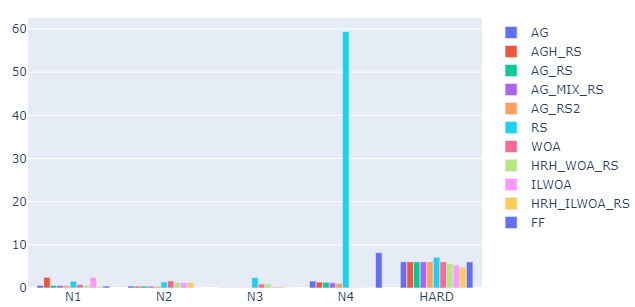 60
50
40
30
20
10
0
N1
N2
N3
N4
HARD
AG
AGH_RS
AG_RS
AG_MIX_RS
AG_RS2
RS
WOA
HRH_WOA_RS
ILWOA
HRH_ILWOA_RS
FF